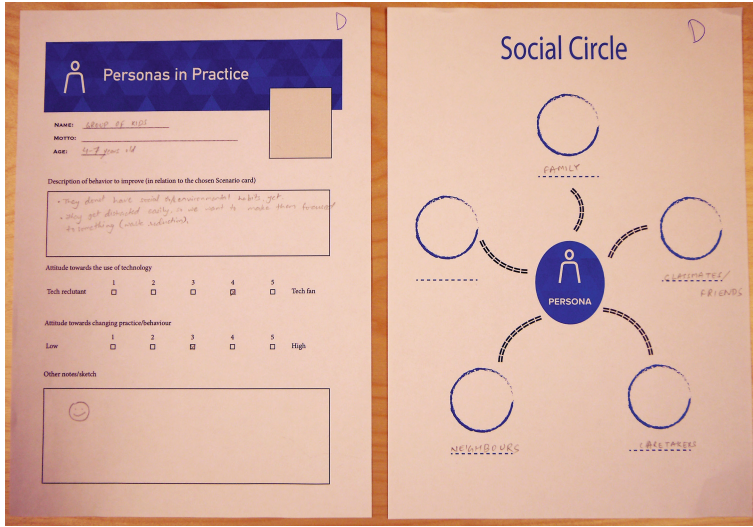 D
Personas in Practice
NAME: GROUP OF KIDS
MOTTO:
AGE: 4-7 years old
Description of behavior to improve (in relation to the chosen Scenario card)
• They don't have social environmental habits yet
• They get distracted easily, so we want to make them focused
to something (waste reduction).
Attitude towards the use of technology
1 2 3 4 5
Tech reclutant Tech fan
Attitude towards changing practice/behaviour
1 2 3 4 5
Low High
Other notes/sketch
D
Social Circle
FAMILY
CLASSMATES/
FRIENDS
PERSONA
NEIGHBOURS
CARETAKERS